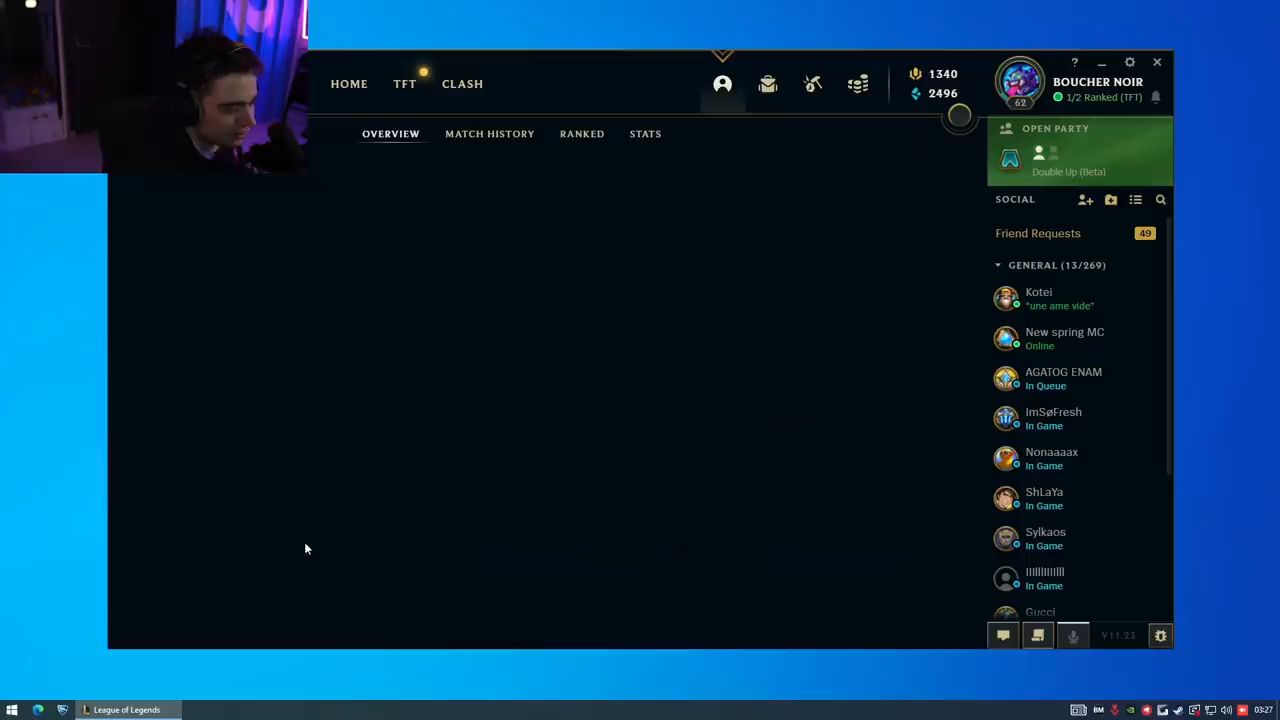 HOME
TFT
CLASH
1340
2496
?
BOUCHER NOIR
1/2 Ranked (TFT)
62
OVERVIEW
MATCH HISTORY
RANKED
STATS
OPEN PARTY
Double Up (Beta)
SOCIAL
Friend Requests
49
GENERAL (13/269)
Kotei
"une ame vide"
New spring MC
Online
AGATOG ENAM
In Queue
ImSøFresh
In Game
Nonaaaax
In Game
ShLaYa
In Game
Sylkaos
In Game
In Game
Gucci
V11.23
League of Legends
BM
03:27